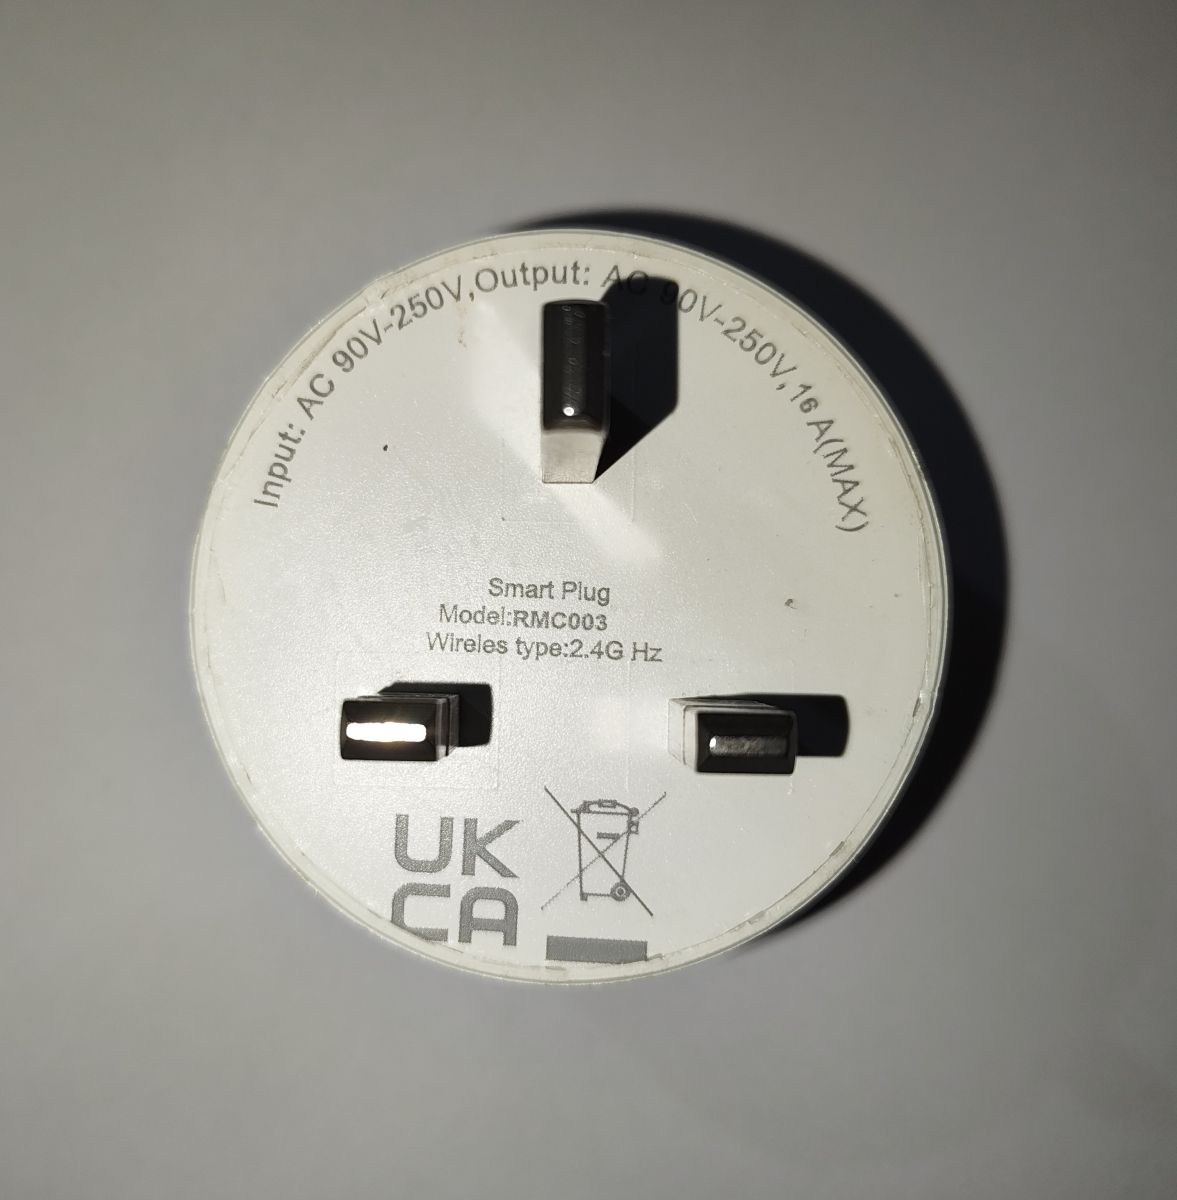 Input: AC 90V-250V,Output: AC 90V-250V,16A(MAX)
Smart Plug
Model:RMC003
Wireles type:2.4G Hz
UK
CA